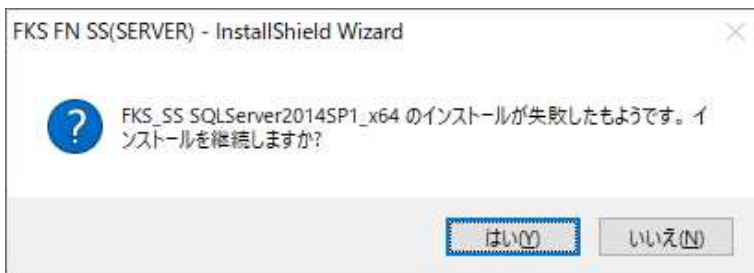 FKS FN SS(SERVER) - InstallShield Wizard
FKS_SS SQLServer2014SP1_x64 のインストールが失敗したもようです。イ
ンストールを継続しますか?
はい(Y)
いいえ(N)